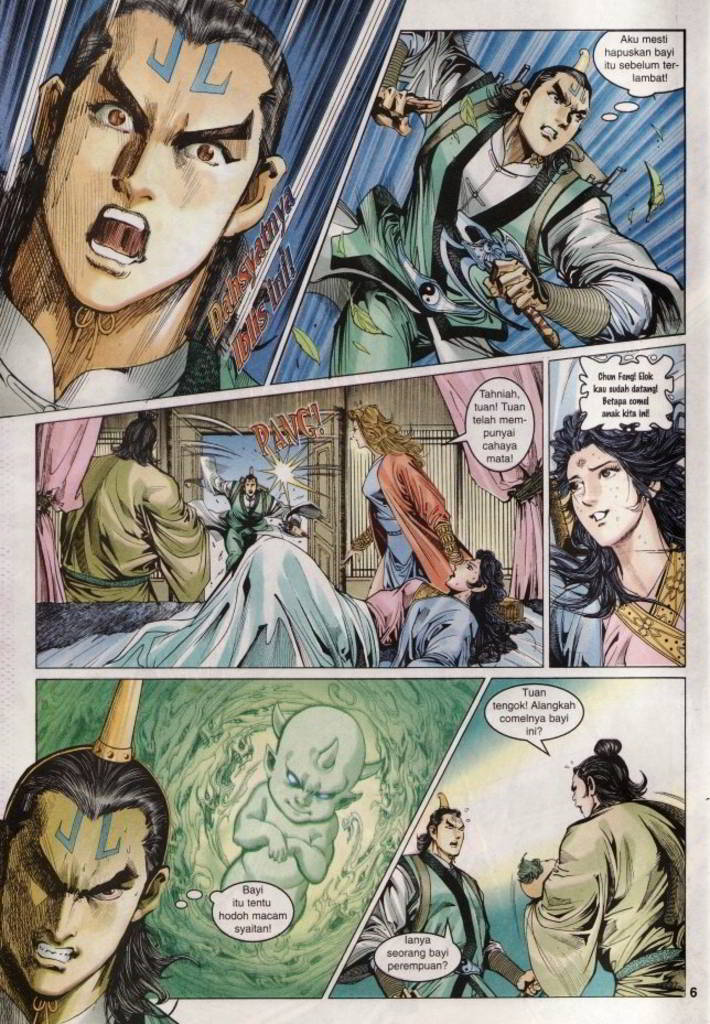 Dahsyatnya
Iblis!!
Aku mesti
hapuskan bayi
itu sebelum ter-
lambat!
PANG!
Tahniah,
tuan! Tuan
telah mem-
punyai
cahaya
mata!
Chun Feng! Elok
kau sudah datang!
Betapa comel
anak kita ini!
Bayi
itu tentu
hodoh macam
syaitan!
Tuan
tengok! Alangkah
comelnya bayi
ini?
Ianya
seorang bayi
perempuan?
6